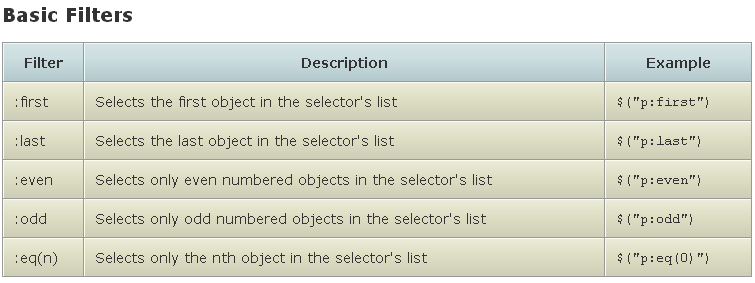 Basic Filters
Filter Description Example
:first Selects the first object in the selector's list $("p:first")
:last Selects the last object in the selector's list $("p:last")
:even Selects only even numbered objects in the selector's list $("p:even")
:odd Selects only odd numbered objects in the selector's list $("p:odd")
:eq(n) Selects only the nth object in the selector's list $("p:eq(0)")